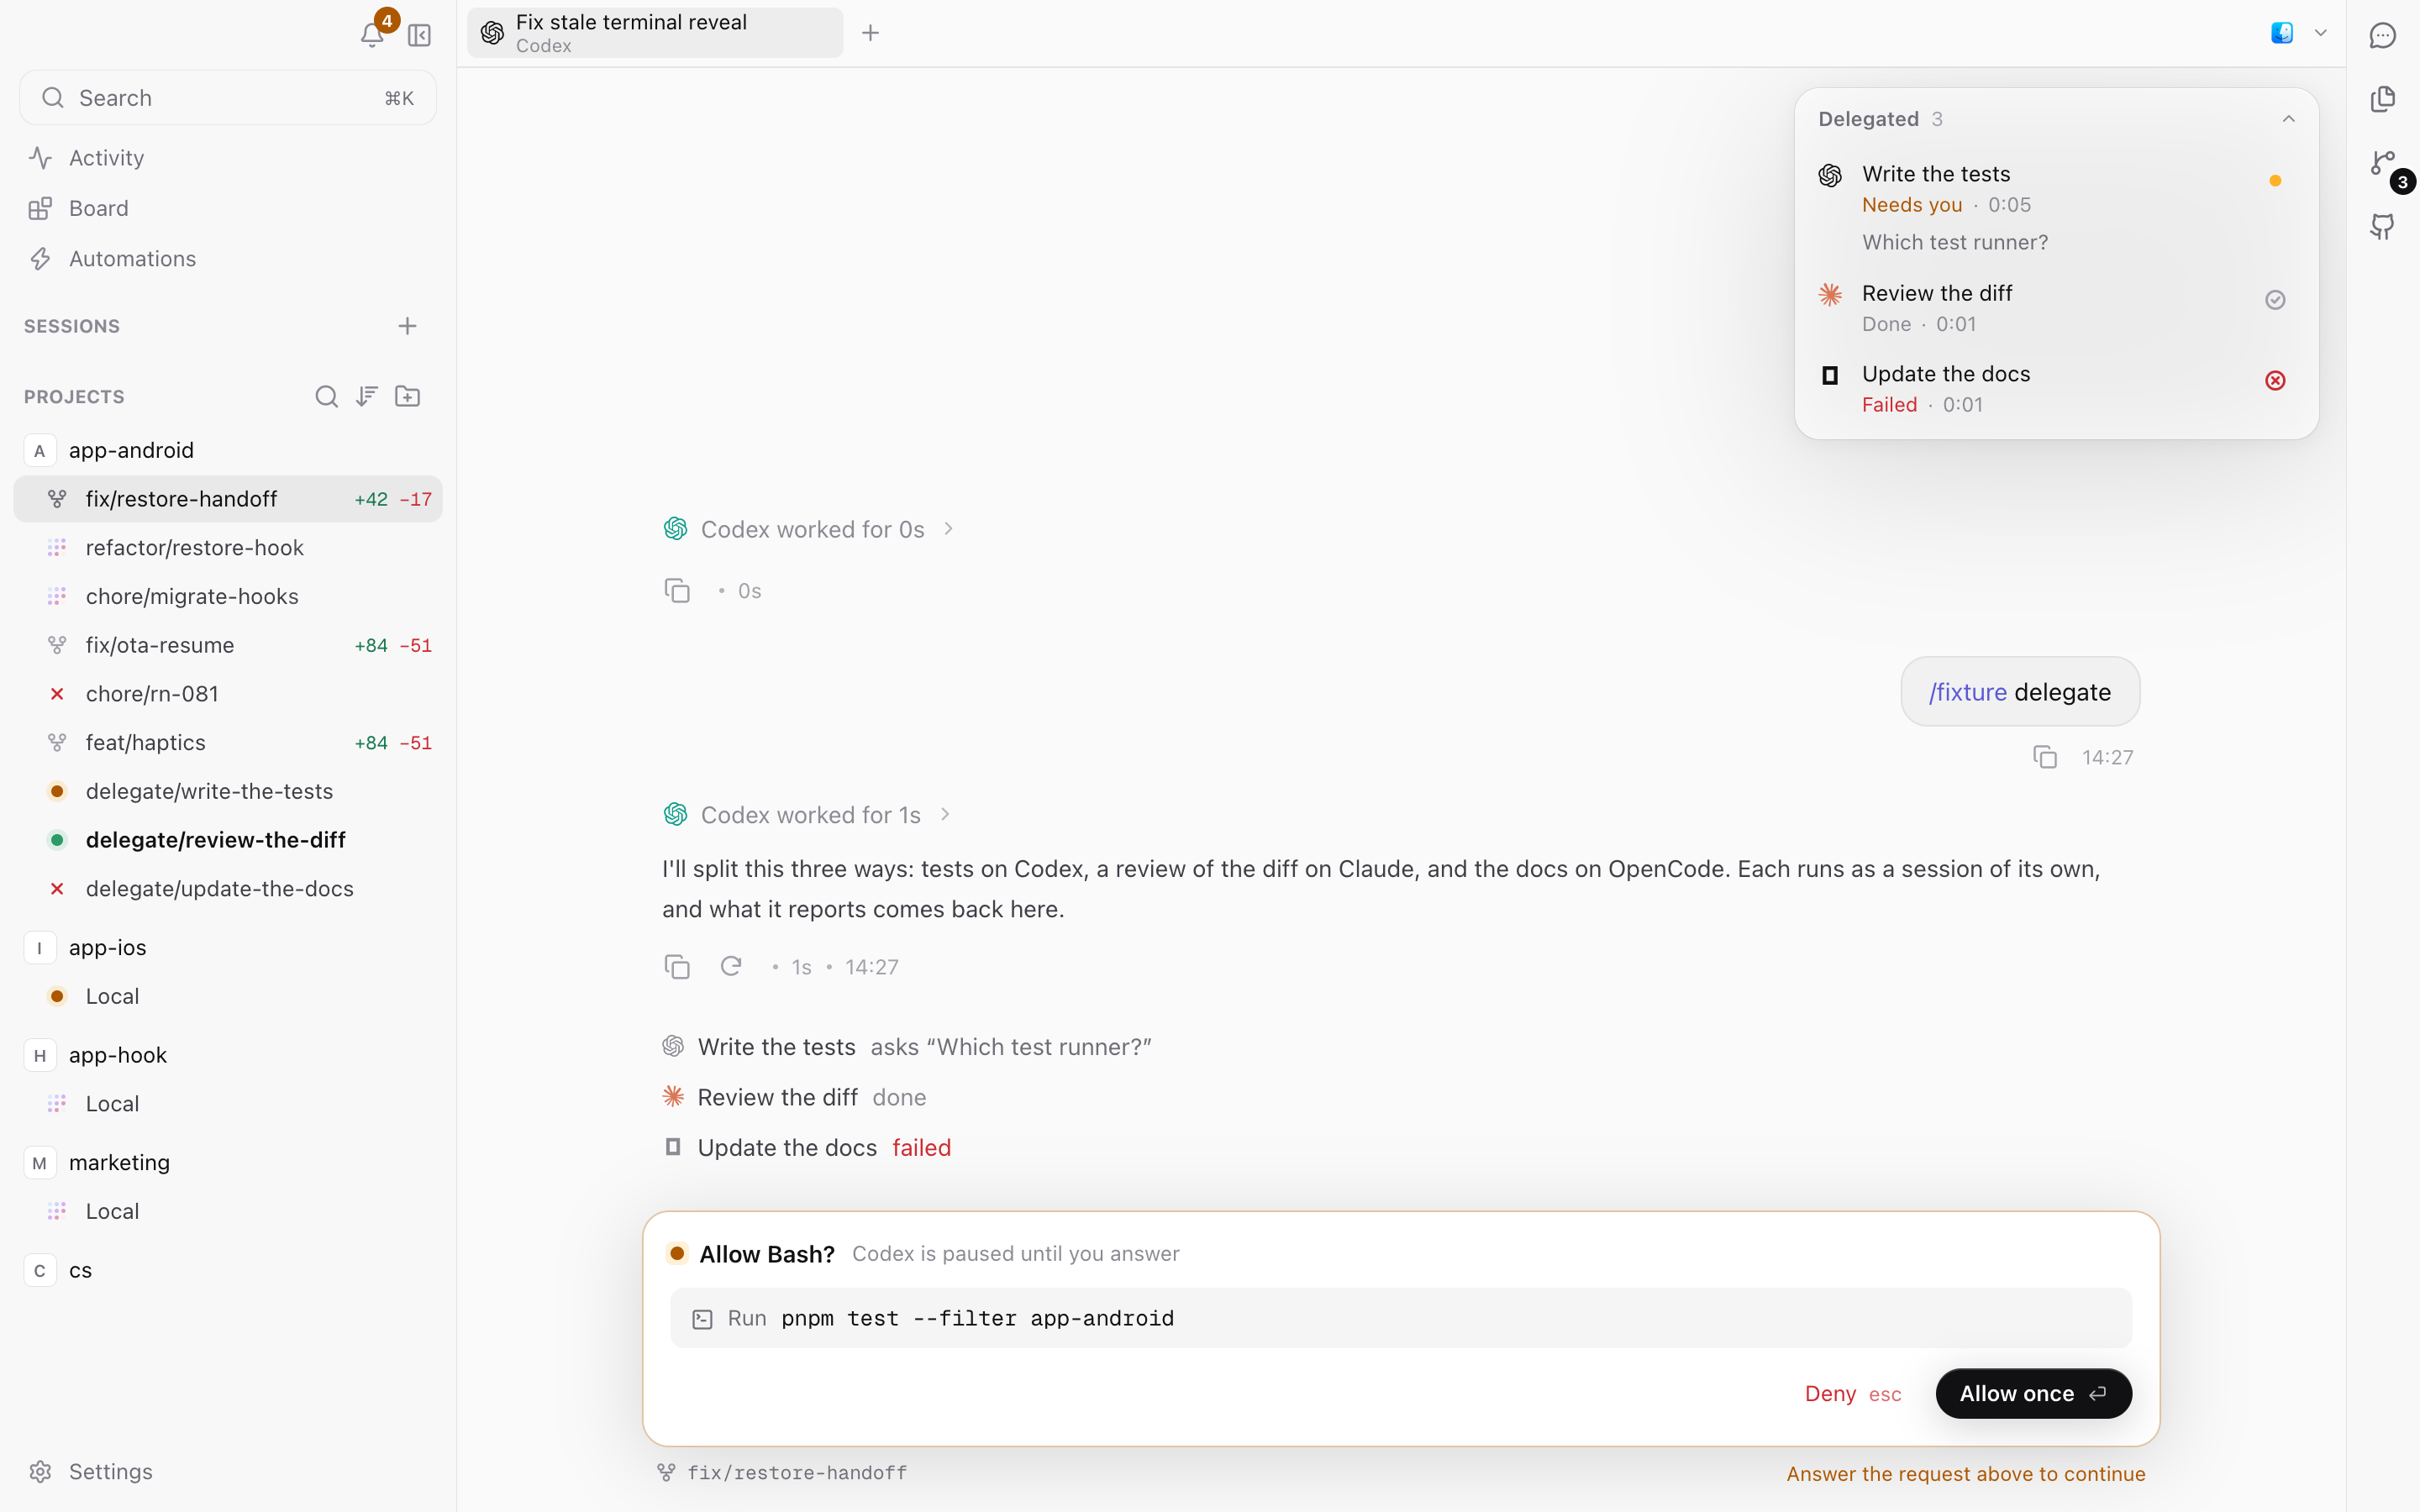 4
Search ⌘K
Activity
Board
Automations
SESSIONS
PROJECTS
A app-android
fix/restore-handoff +42 −17
refactor/restore-hook
chore/migrate-hooks
fix/ota-resume +84 −51
chore/rn-081
feat/haptics +84 −51
delegate/write-the-tests
delegate/review-the-diff
delegate/update-the-docs
I app-ios
Local
H app-hook
Local
M marketing
Local
C cs
Settings
Fix stale terminal reveal
Codex
Delegated 3
Write the tests
Needs you · 0:05
Which test runner?
Review the diff
Done · 0:01
Update the docs
Failed · 0:01
3
Codex worked for 0s
• 0s
/fixture delegate
14:27
Codex worked for 1s
I'll split this three ways: tests on Codex, a review of the diff on Claude, and the docs on OpenCode. Each runs as a session of its own,
and what it reports comes back here.
• 1s • 14:27
Write the tests asks “Which test runner?”
Review the diff done
Update the docs failed
Allow Bash? Codex is paused until you answer
Run pnpm test --filter app-android
Deny esc Allow once
fix/restore-handoff
Answer the request above to continue